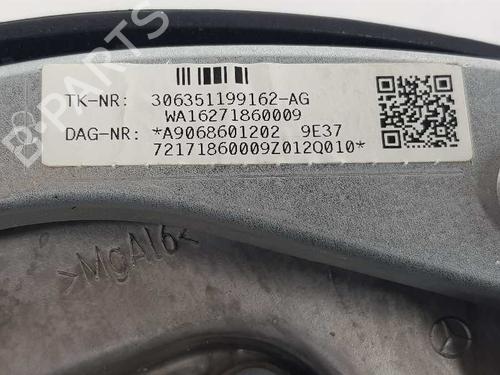 B-PARTS
TK-NR: 306351199162-AG
WA16271860009
DAG-NR: *A9068601202 9E37
72171860009Z012Q010*
>MgAl6<